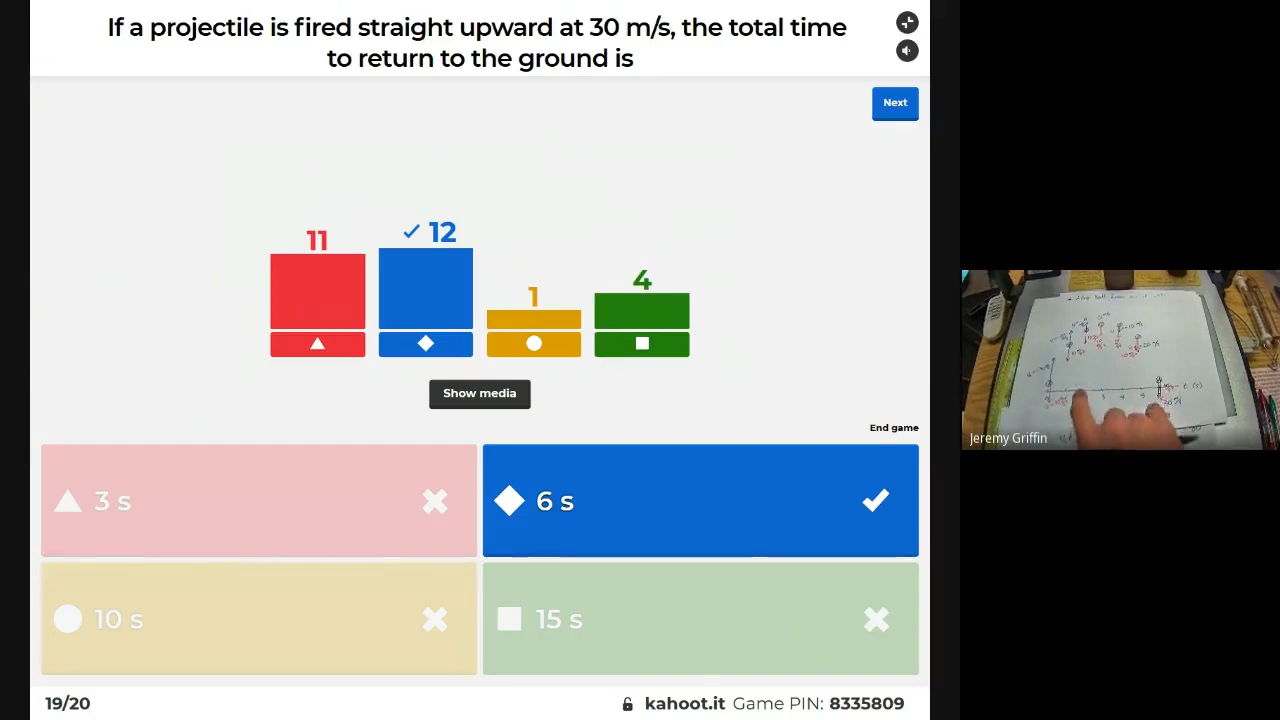 If a projectile is fired straight upward at 30 m/s, the total time
to return to the ground is
Next
11
12
1
4
Show media
End game
3 s
6 s
10 s
15 s
19/20
kahoot.it Game PIN: 8335809
Jeremy Griffin